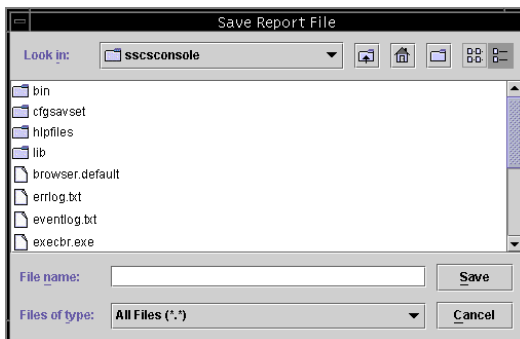 Save Report File
Look in: sscsconsole
bin
cfgsavset
hlpfiles
lib
browser.default
errlog.txt
eventlog.txt
execbr.exe
File name: Save
Files of type: All Files (*.*) Cancel